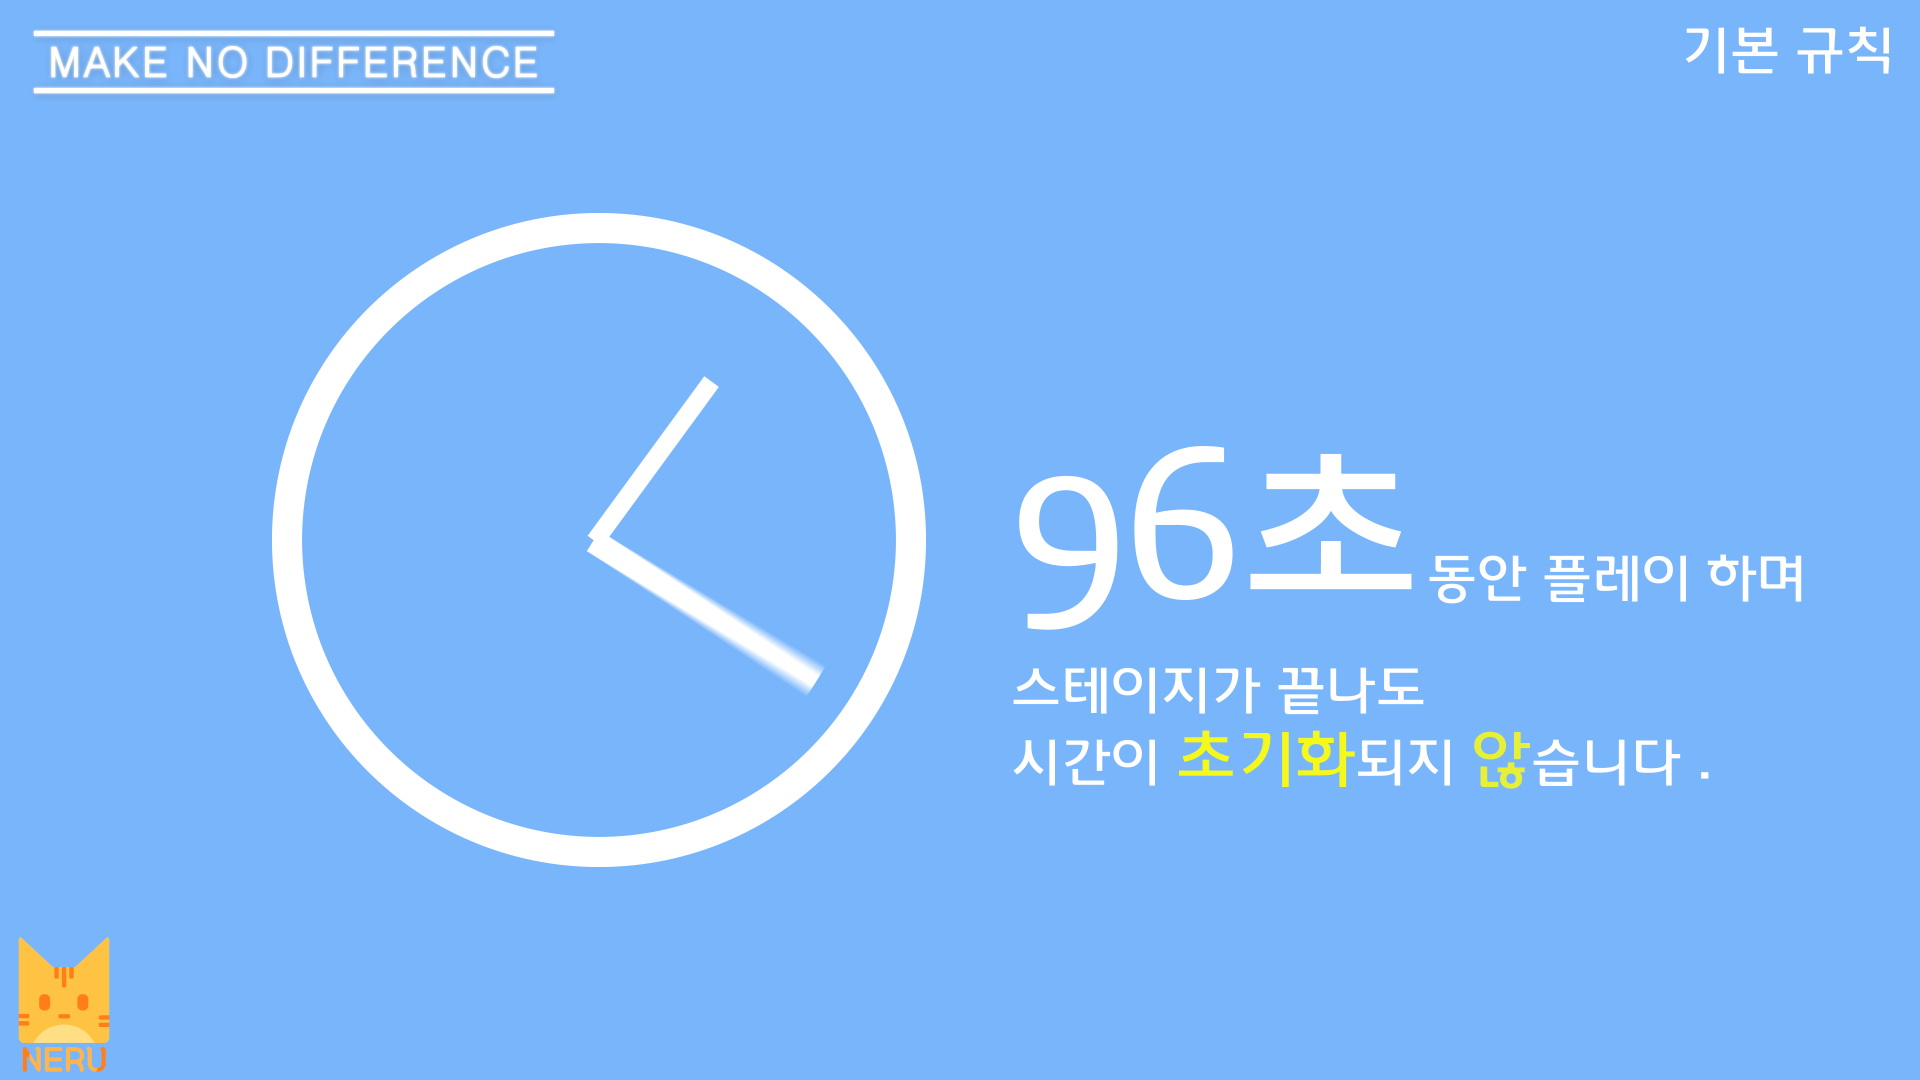 MAKE NO DIFFERENCE
기본 규칙
96초 동안 플레이 하며
스테이지가 끝나도
시간이 초기화되지 않습니다 .
NERU